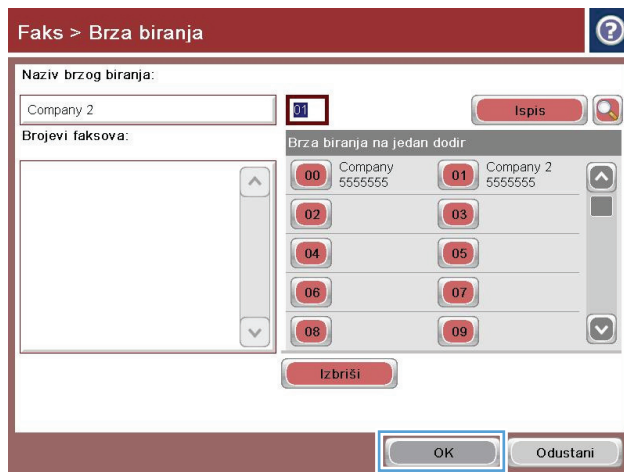 Faks > Brza biranja
?
Naziv brzog biranja:
Company 2
01
Ispis
Brojevi faksova:
Brza biranja na jedan dodir
00 Company 5555555
01 Company 2 5555555
02
03
04
05
06
07
08
09
Izbriši
OK
Odustani